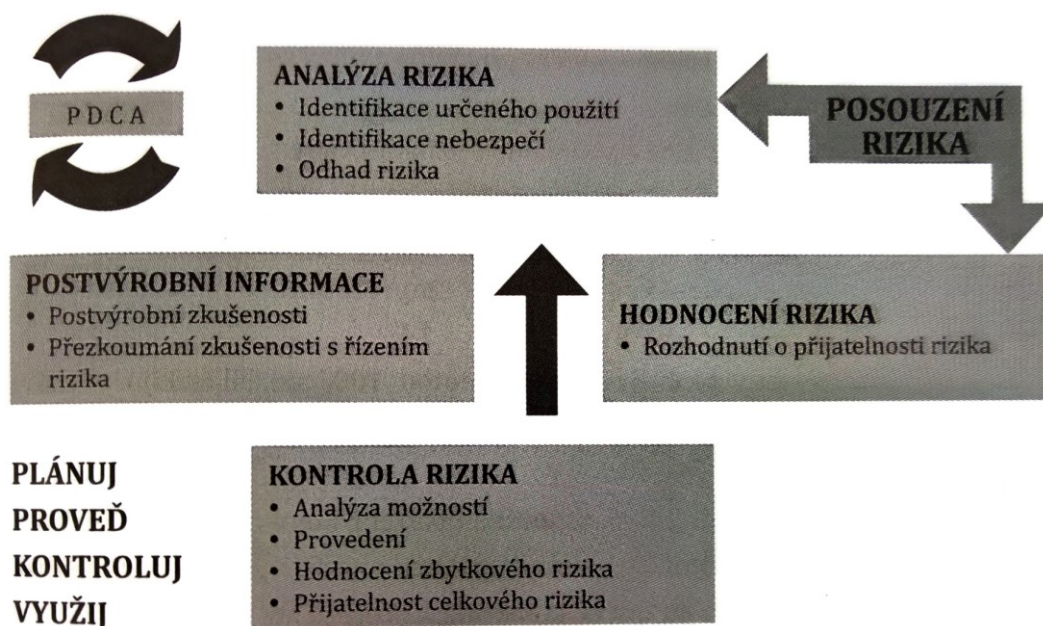 P D C A
ANALÝZA RIZIKA
• Identifikace určeného použití
• Identifikace nebezpečí
• Odhad rizika
POSOUZENÍ
RIZIKA
POSTVÝROBNÍ INFORMACE
• Postvýrobní zkušenosti
• Přezkoumání zkušenosti s řízením
rizika
HODNOCENÍ RIZIKA
• Rozhodnutí o přijatelnosti rizika
PLÁNUJ
PROVEĎ
KONTROLUJ
VYUŽIJ
KONTROLA RIZIKA
• Analýza možností
• Provedení
• Hodnocení zbytkového rizika
• Přijatelnost celkového rizika